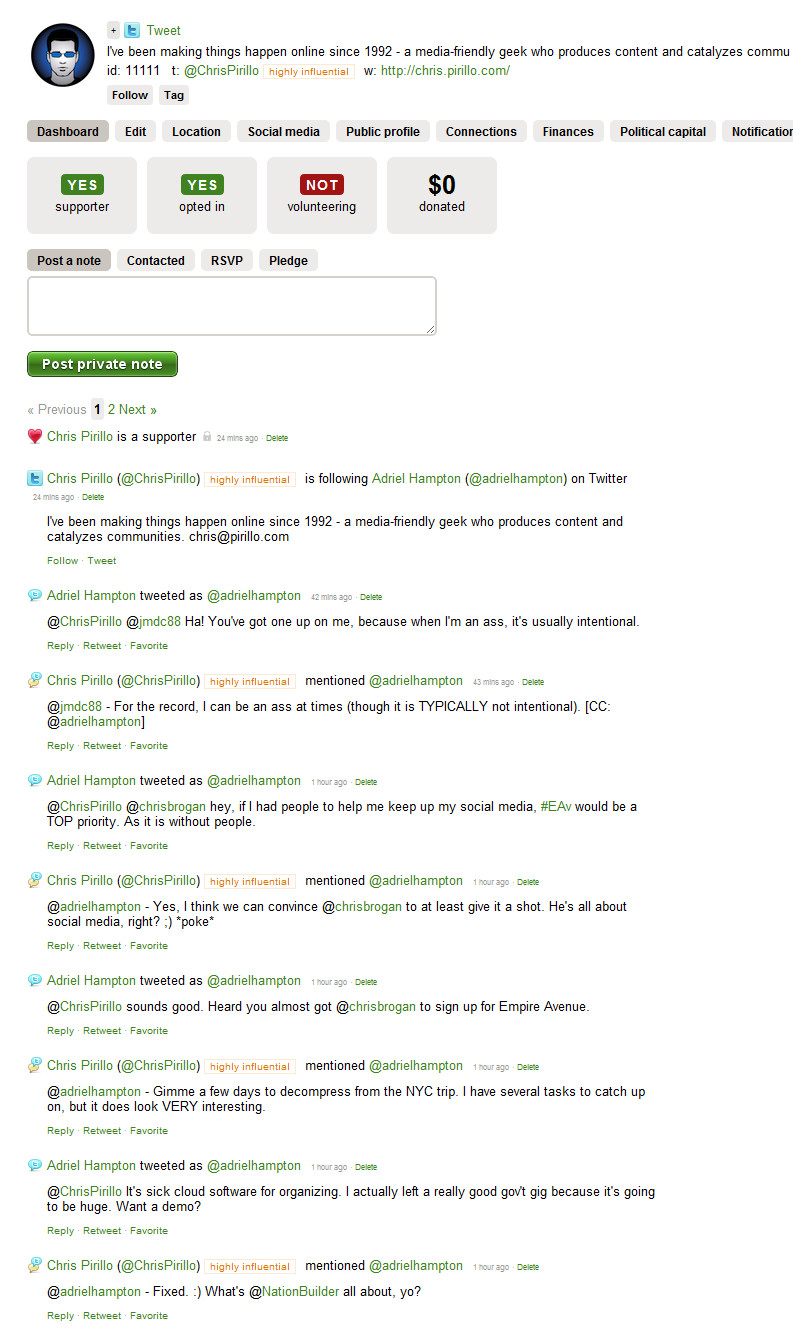 + Tweet
I've been making things happen online since 1992 - a media-friendly geek who produces content and catalyzes commu
id: 11111 t: @ChrisPirillo highly influential w: http://chris.pirillo.com/
Follow Tag
Dashboard Edit Location Social media Public profile Connections Finances Political capital Notification
YES YES NOT $0
supporter opted in volunteering donated
Post a note Contacted RSVP Pledge
Post private note
« Previous 1 2 Next »
Chris Pirillo is a supporter 24 mins ago · Delete
Chris Pirillo (@ChrisPirillo) highly influential is following Adriel Hampton (@adrielhampton) on Twitter
24 mins ago · Delete
I've been making things happen online since 1992 - a media-friendly geek who produces content and
catalyzes communities. chris@pirillo.com
Follow · Tweet
Adriel Hampton tweeted as @adrielhampton 42 mins ago · Delete
@ChrisPirillo @jmdc88 Ha! You've got one up on me, because when I'm an ass, it's usually intentional.
Reply · Retweet · Favorite
Chris Pirillo (@ChrisPirillo) highly influential mentioned @adrielhampton 43 mins ago · Delete
@jmdc88 - For the record, I can be an ass at times (though it is TYPICALLY not intentional). [CC:
@adrielhampton]
Reply · Retweet · Favorite
Adriel Hampton tweeted as @adrielhampton 1 hour ago · Delete
@ChrisPirillo @chrisbrogan hey, if I had people to help me keep up my social media, #EAv would be a
TOP priority. As it is without people.
Reply · Retweet · Favorite
Chris Pirillo (@ChrisPirillo) highly influential mentioned @adrielhampton 1 hour ago · Delete
@adrielhampton - Yes, I think we can convince @chrisbrogan to at least give it a shot. He's all about
social media, right? ;) *poke*
Reply · Retweet · Favorite
Adriel Hampton tweeted as @adrielhampton 1 hour ago · Delete
@ChrisPirillo sounds good. Heard you almost got @chrisbrogan to sign up for Empire Avenue.
Reply · Retweet · Favorite
Chris Pirillo (@ChrisPirillo) highly influential mentioned @adrielhampton 1 hour ago · Delete
@adrielhampton - Gimme a few days to decompress from the NYC trip. I have several tasks to catch up
on, but it does look VERY interesting.
Reply · Retweet · Favorite
Adriel Hampton tweeted as @adrielhampton 1 hour ago · Delete
@ChrisPirillo It's sick cloud software for organizing. I actually left a really good gov't gig because it's going
to be huge. Want a demo?
Reply · Retweet · Favorite
Chris Pirillo (@ChrisPirillo) highly influential mentioned @adrielhampton 1 hour ago · Delete
@adrielhampton - Fixed. :) What's @NationBuilder all about, yo?
Reply · Retweet · Favorite